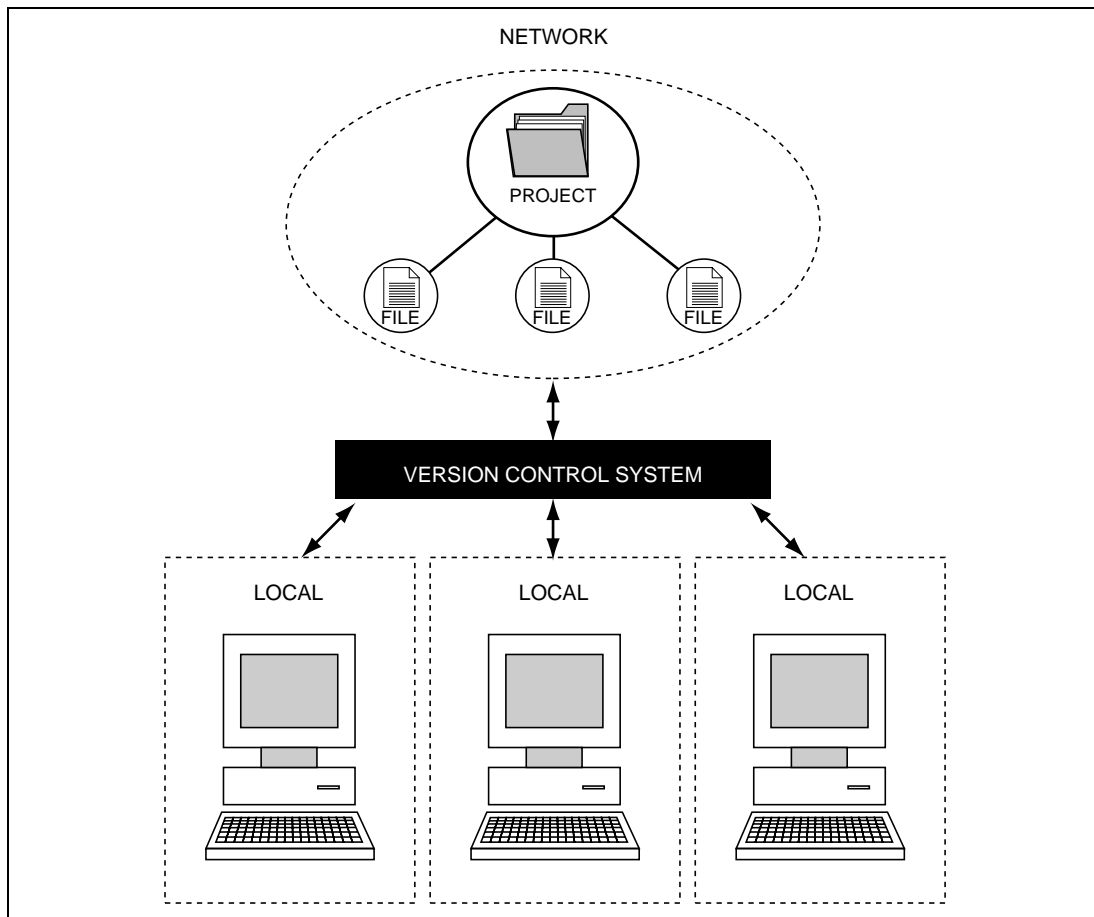 NETWORK
PROJECT
FILE
FILE
FILE
VERSION CONTROL SYSTEM
LOCAL
LOCAL
LOCAL